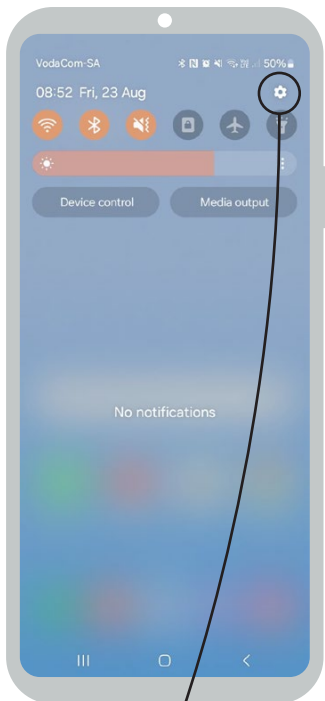 VodaCom-SA 50%
08:52 Fri, 23 Aug
Device control Media output
No notifications